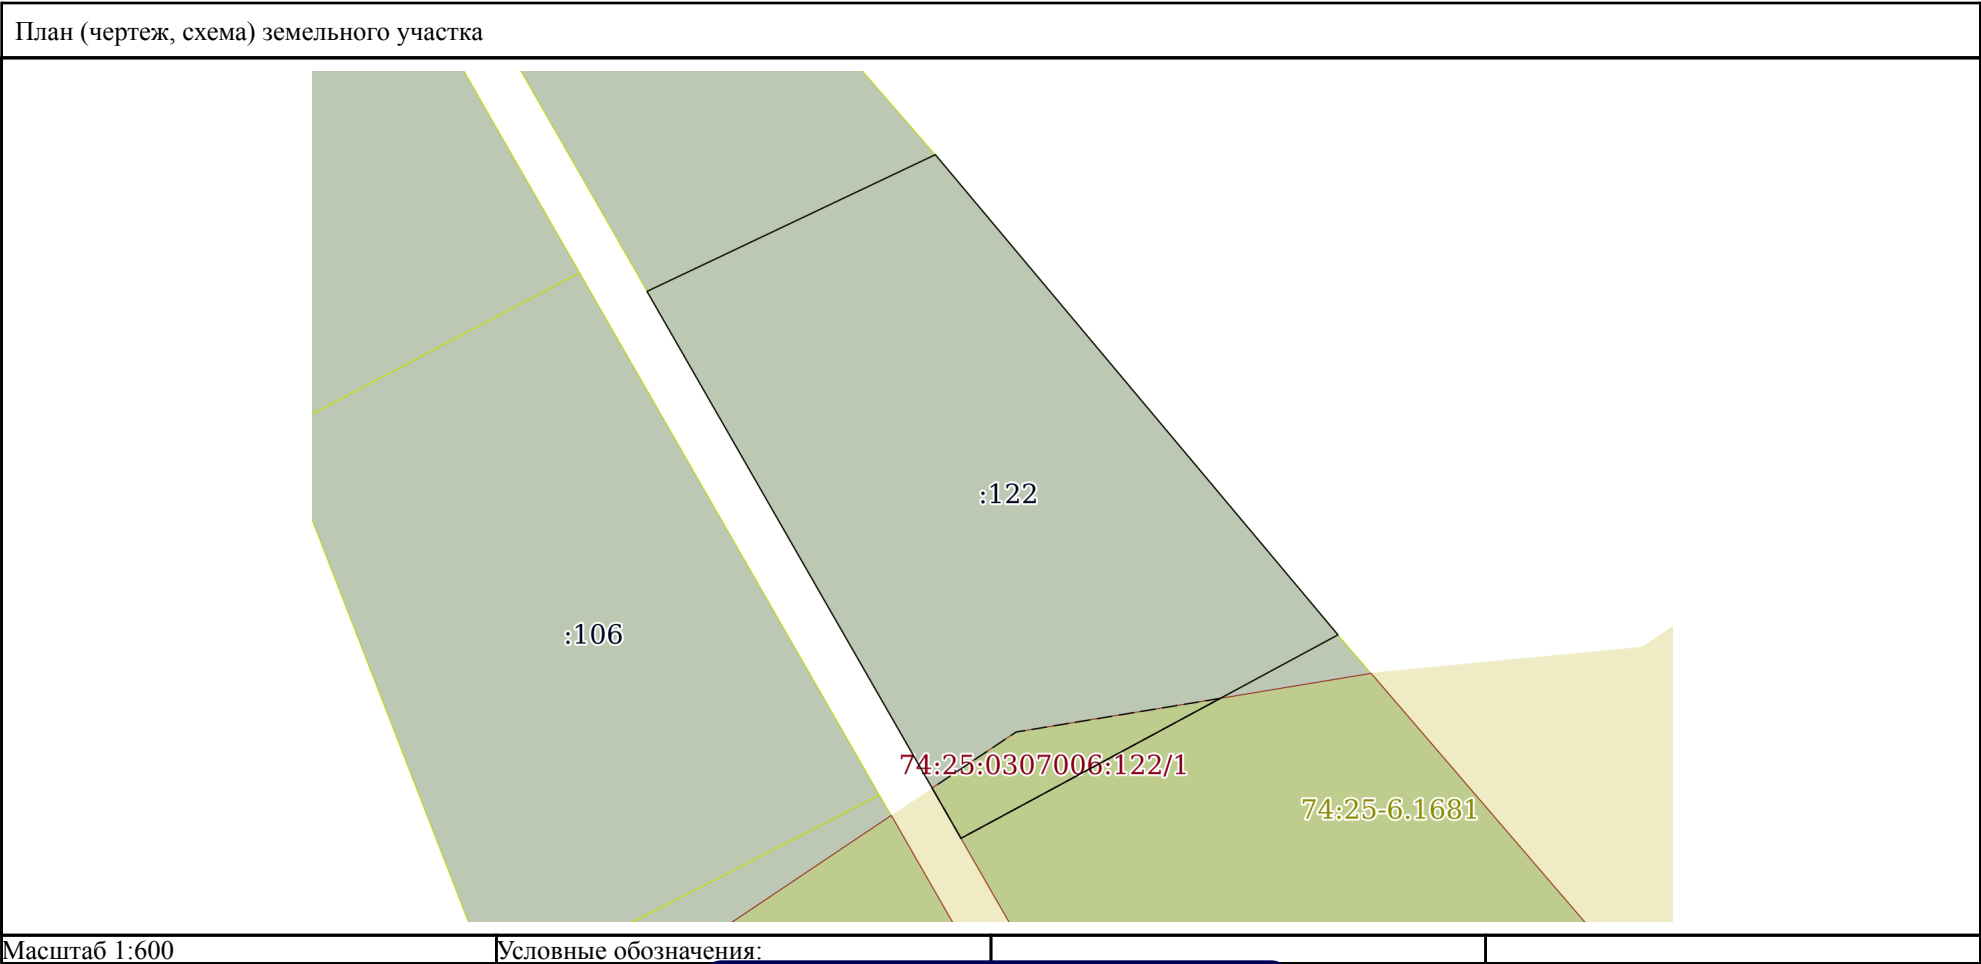 План (чертеж, схема) земельного участка
:122
:106
74:25:0307006:122/1
74:25-6.1681
Масштаб 1:600
Условные обозначения: